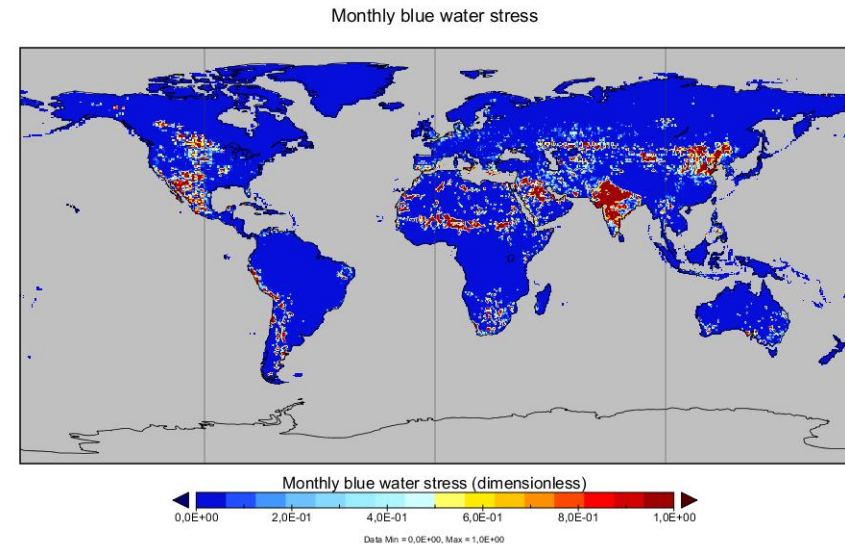 Monthly blue water stress
Monthly blue water stress (dimensionless)
0,0E+00 2,0E-01 4,0E-01 6,0E-01 8,0E-01 1,0E+00
Data Min = 0,0E+00, Max = 1,0E+00